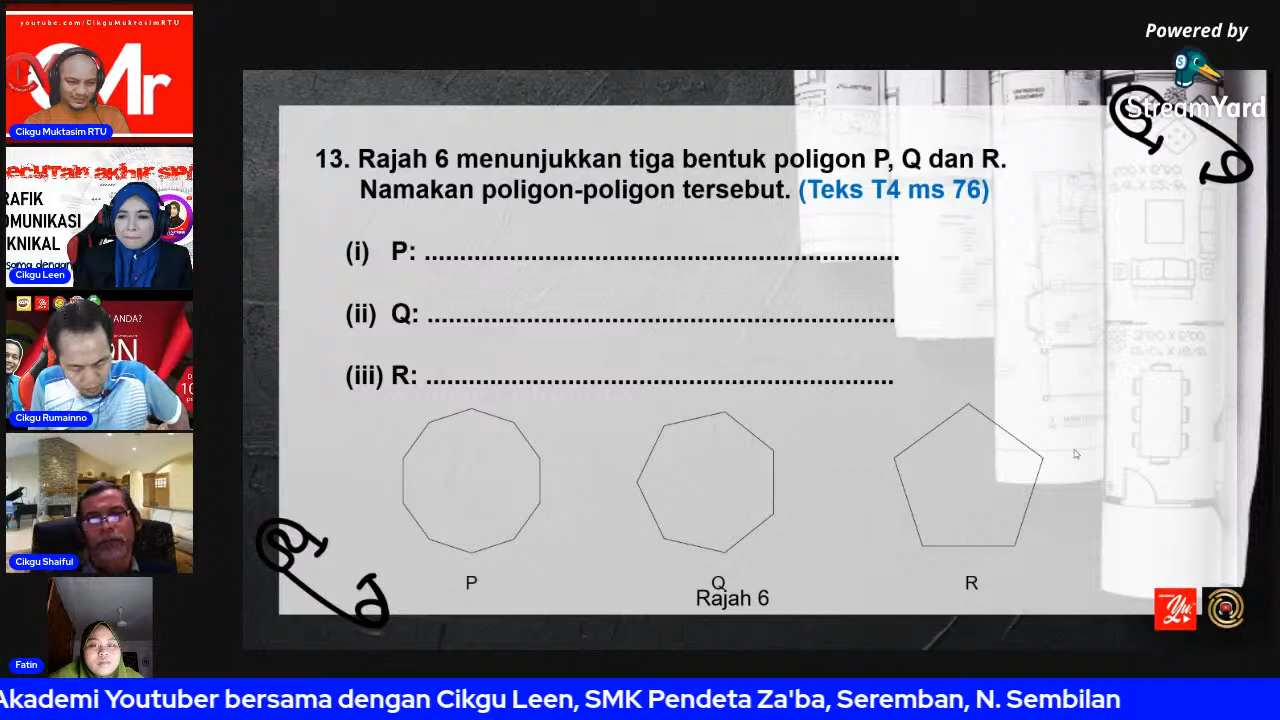 youtube.com/CikguMuktasimRTU
Cikgu Muktasim RTU
Cikgu Leen
ANDA?
Cikgu Rumainno
Cikgu Shaiful
Fatin
Powered by
StreamYard
13. Rajah 6 menunjukkan tiga bentuk poligon P, Q dan R.
Namakan poligon-poligon tersebut. (Teks T4 ms 76)
(i) P: ..................................................................
(ii) Q: ..................................................................
(iii) R: ..................................................................
P
Q
R
Rajah 6
Akademi Youtuber bersama dengan Cikgu Leen, SMK Pendeta Za'ba, Seremban, N. Sembilan